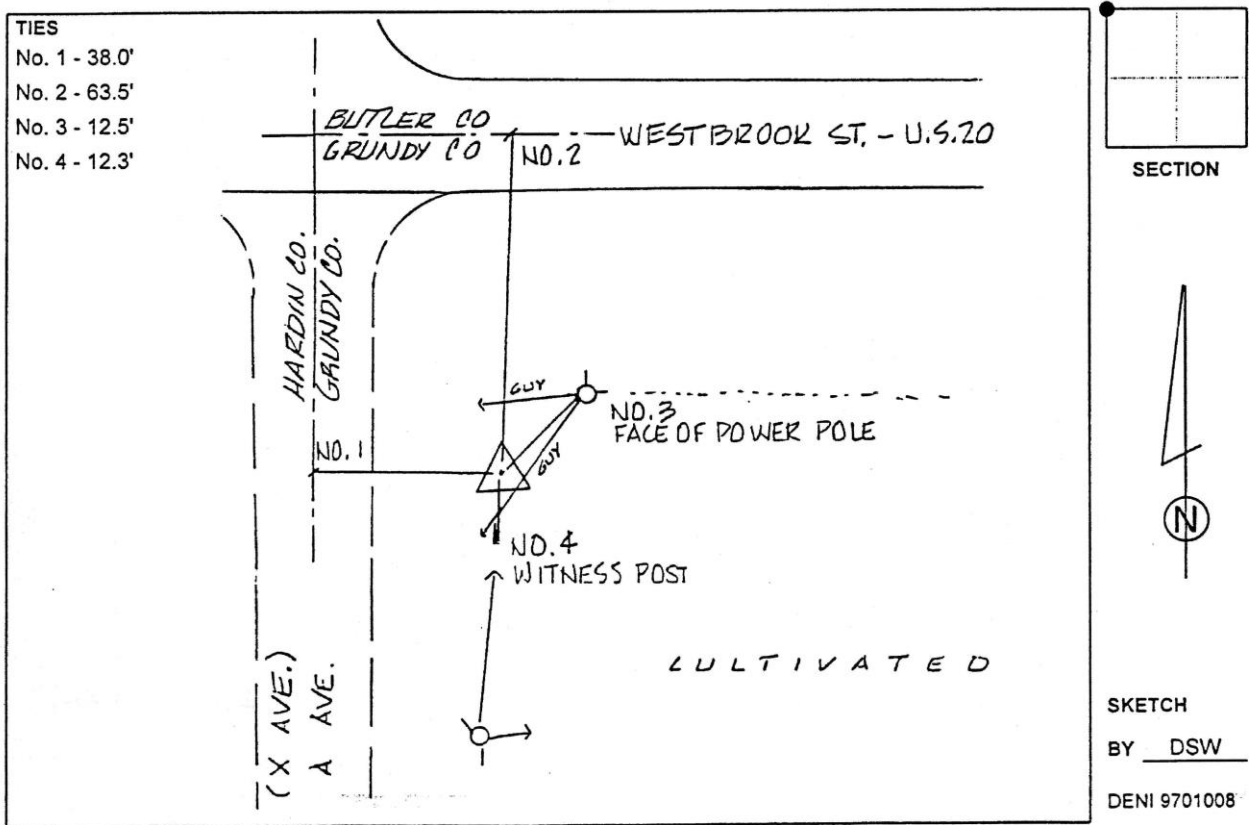 TIES
No. 1 - 38.0'
No. 2 - 63.5'
No. 3 - 12.5'
No. 4 - 12.3'
BUTLER CO
GRUNDY CO
NO.2
WESTBROOK ST. - U.S.20
SECTION
HARDIN CO.
GRUNDY CO.
GUY
NO.3
FACE OF POWER POLE
NO.1
GUY
NO.4
WITNESS POST
N
CULTIVATED
(X AVE.)
A AVE.
SKETCH
BY DSW
DENI 9701008